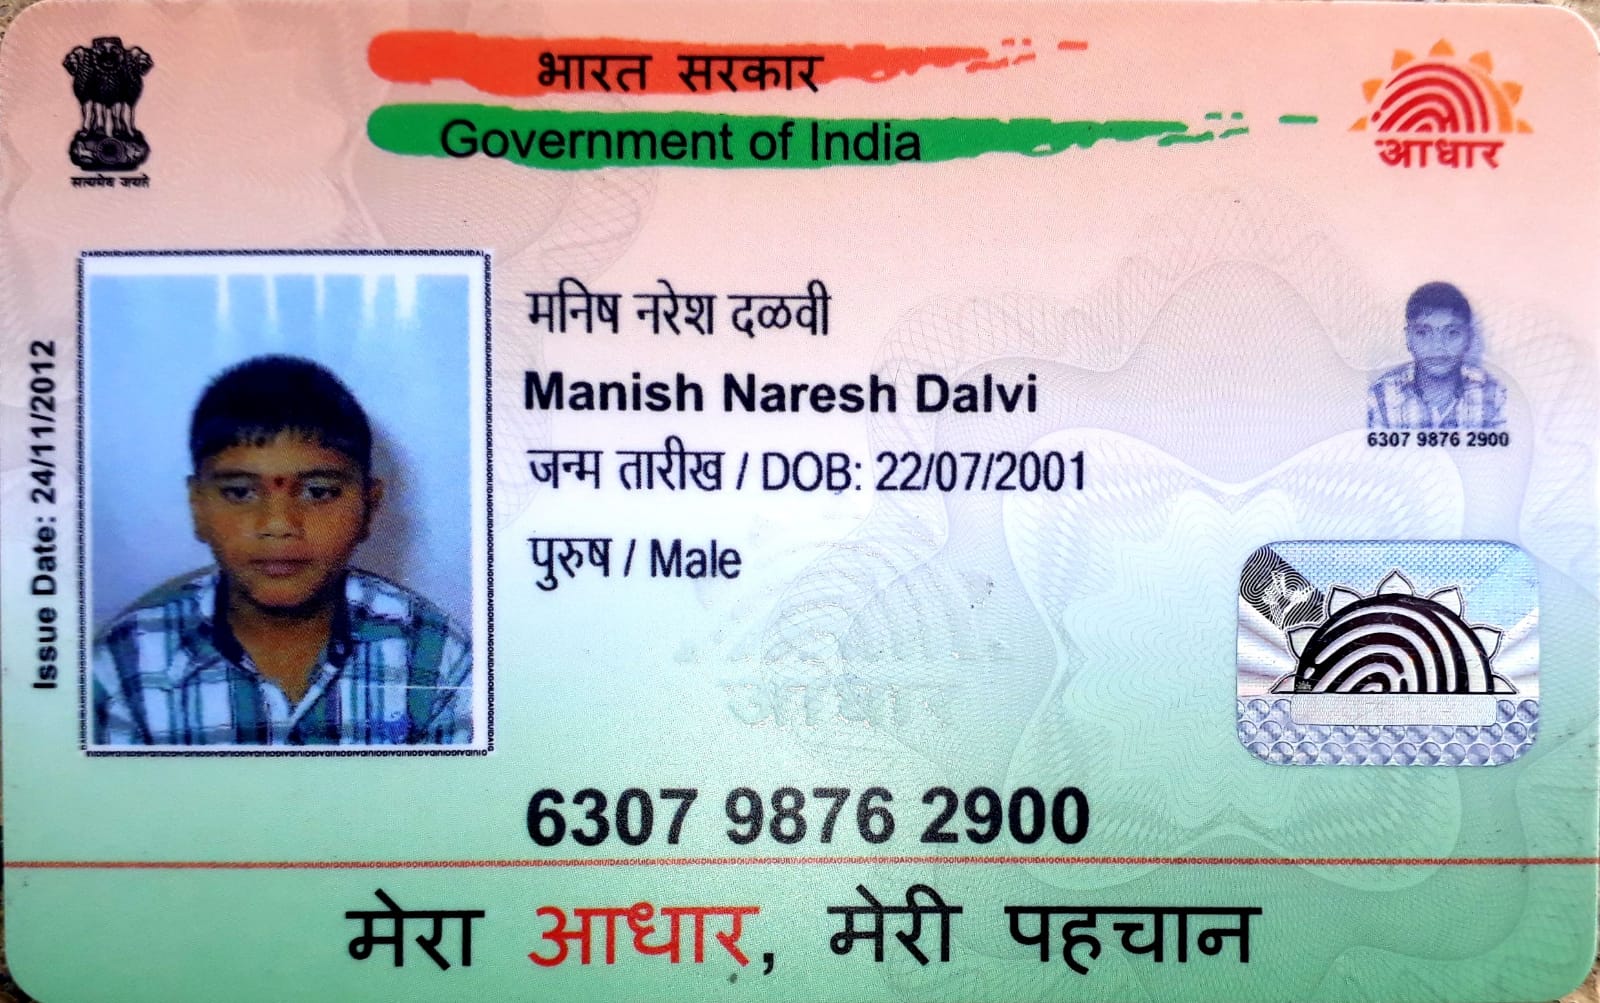 सत्यमेव जयते
भारत सरकार
Government of India
आधार
Issue Date: 24/11/2012
मनिष नरेश दळवी
Manish Naresh Dalvi
जन्म तारीख / DOB: 22/07/2001
पुरुष / Male
6307 9876 2900
आधार
6307 9876 2900
मेरा आधार, मेरी पहचान